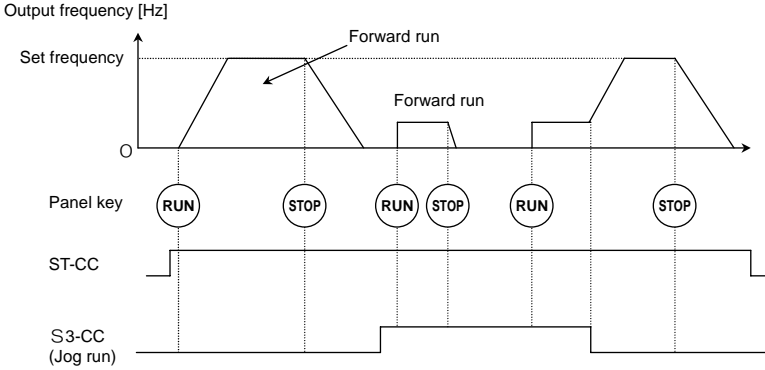 Output frequency [Hz]
Forward run
Set frequency
Forward run
0
Panel key
RUN
STOP
RUN
STOP
RUN
STOP
ST-CC
S3-CC
(Jog run)